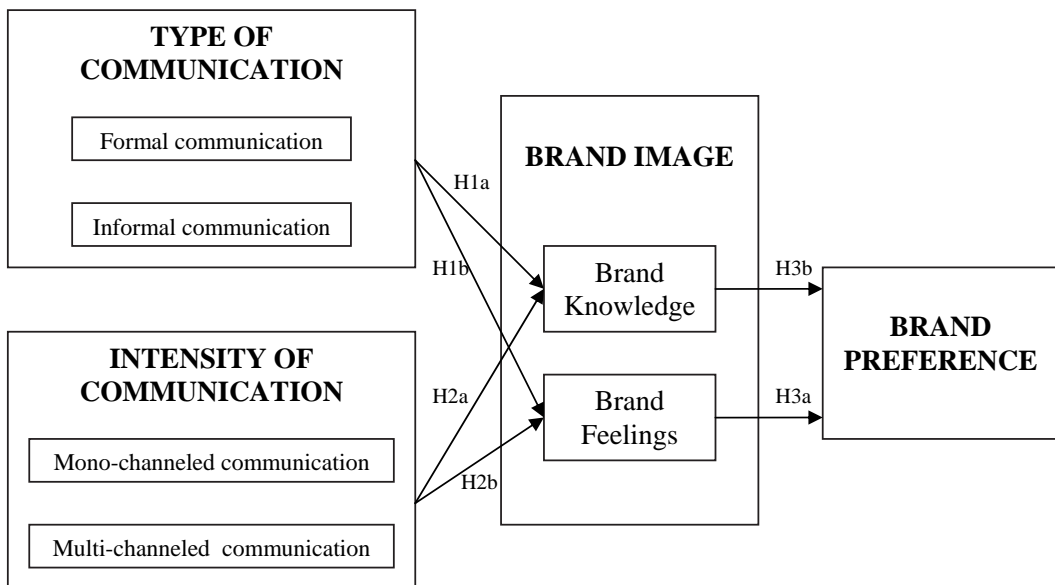 TYPE OF
COMMUNICATION
Formal communication
Informal communication
INTENSITY OF
COMMUNICATION
Mono-channeled communication
Multi-channeled communication
H1a
H1b
H2a
H2b
BRAND IMAGE
Brand
Knowledge
Brand
Feelings
H3b
H3a
BRAND
PREFERENCE